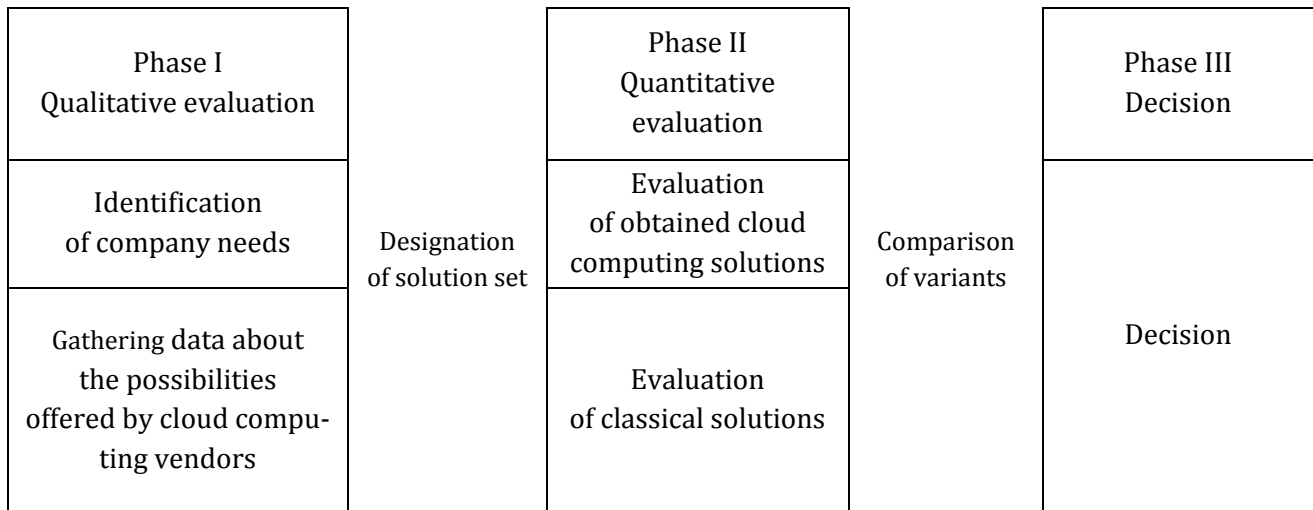 Phase I
Qualitative evaluation
Identification
of company needs
Gathering data about
the possibilities
offered by cloud compu-
ting vendors
Designation
of solution set
Phase II
Quantitative
evaluation
Evaluation
of obtained cloud
computing solutions
Evaluation
of classical solutions
Comparison
of variants
Phase III
Decision
Decision